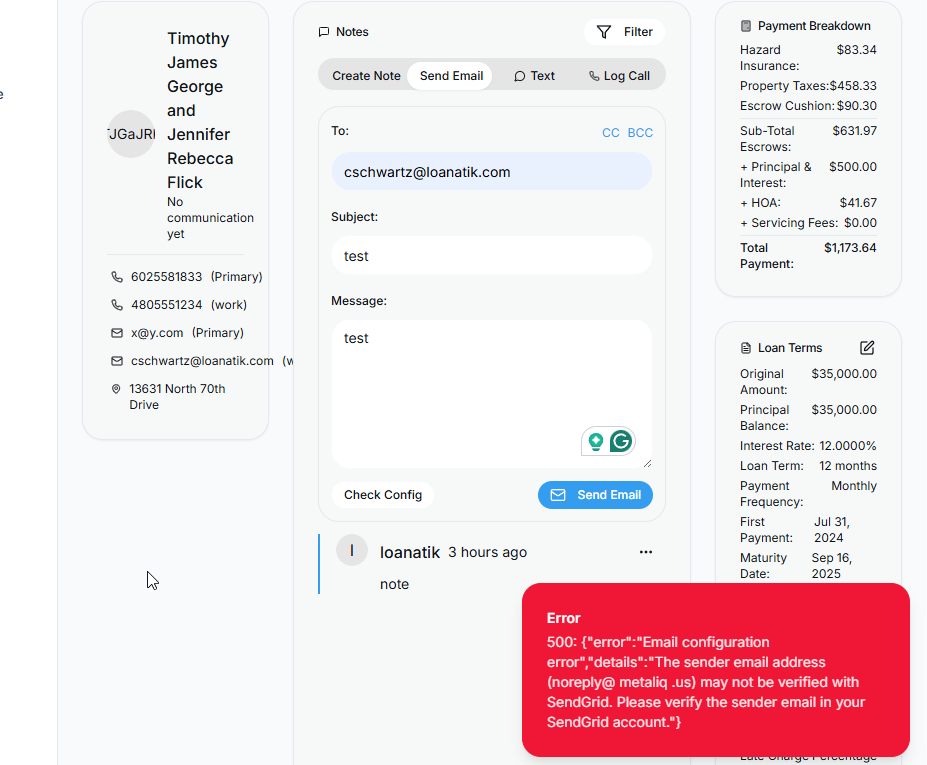 e
Timothy
James
George
and
Jennifer
Rebecca
Flick
No
communication
yet
6025581833 (Primary)
4805551234 (work)
x@y.com (Primary)
cschwartz@loanatik.com (w
13631 North 70th
Drive
Notes
Filter
Create Note Send Email Text Log Call
To:
CC BCC
cschwartz@loanatik.com
Subject:
test
Message:
test
Check Config
Send Email
l
loanatik 3 hours ago
note
Payment Breakdown
Hazard $83.34
Insurance:
Property Taxes:$458.33
Escrow Cushion: $90.30
Sub-Total $631.97
Escrows:
+ Principal & $500.00
Interest:
+ HOA: $41.67
+ Servicing Fees: $0.00
Total $1,173.64
Payment:
Loan Terms
Original $35,000.00
Amount:
Principal $35,000.00
Balance:
Interest Rate: 12.0000%
Loan Term: 12 months
Payment Monthly
Frequency:
First Jul 31,
Payment: 2024
Maturity Sep 16,
Date: 2025
Error
500: {"error":"Email configuration
error","details":"The sender email address
(noreply@ metaliq .us) may not be verified with
SendGrid. Please verify the sender email in your
SendGrid account."}